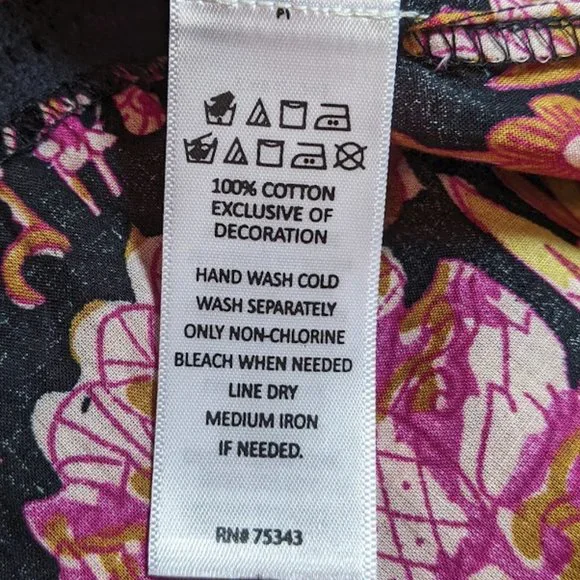 100% COTTON
EXCLUSIVE OF
DECORATION
HAND WASH COLD
WASH SEPARATELY
ONLY NON-CHLORINE
BLEACH WHEN NEEDED
LINE DRY
MEDIUM IRON
IF NEEDED.
RN# 75343